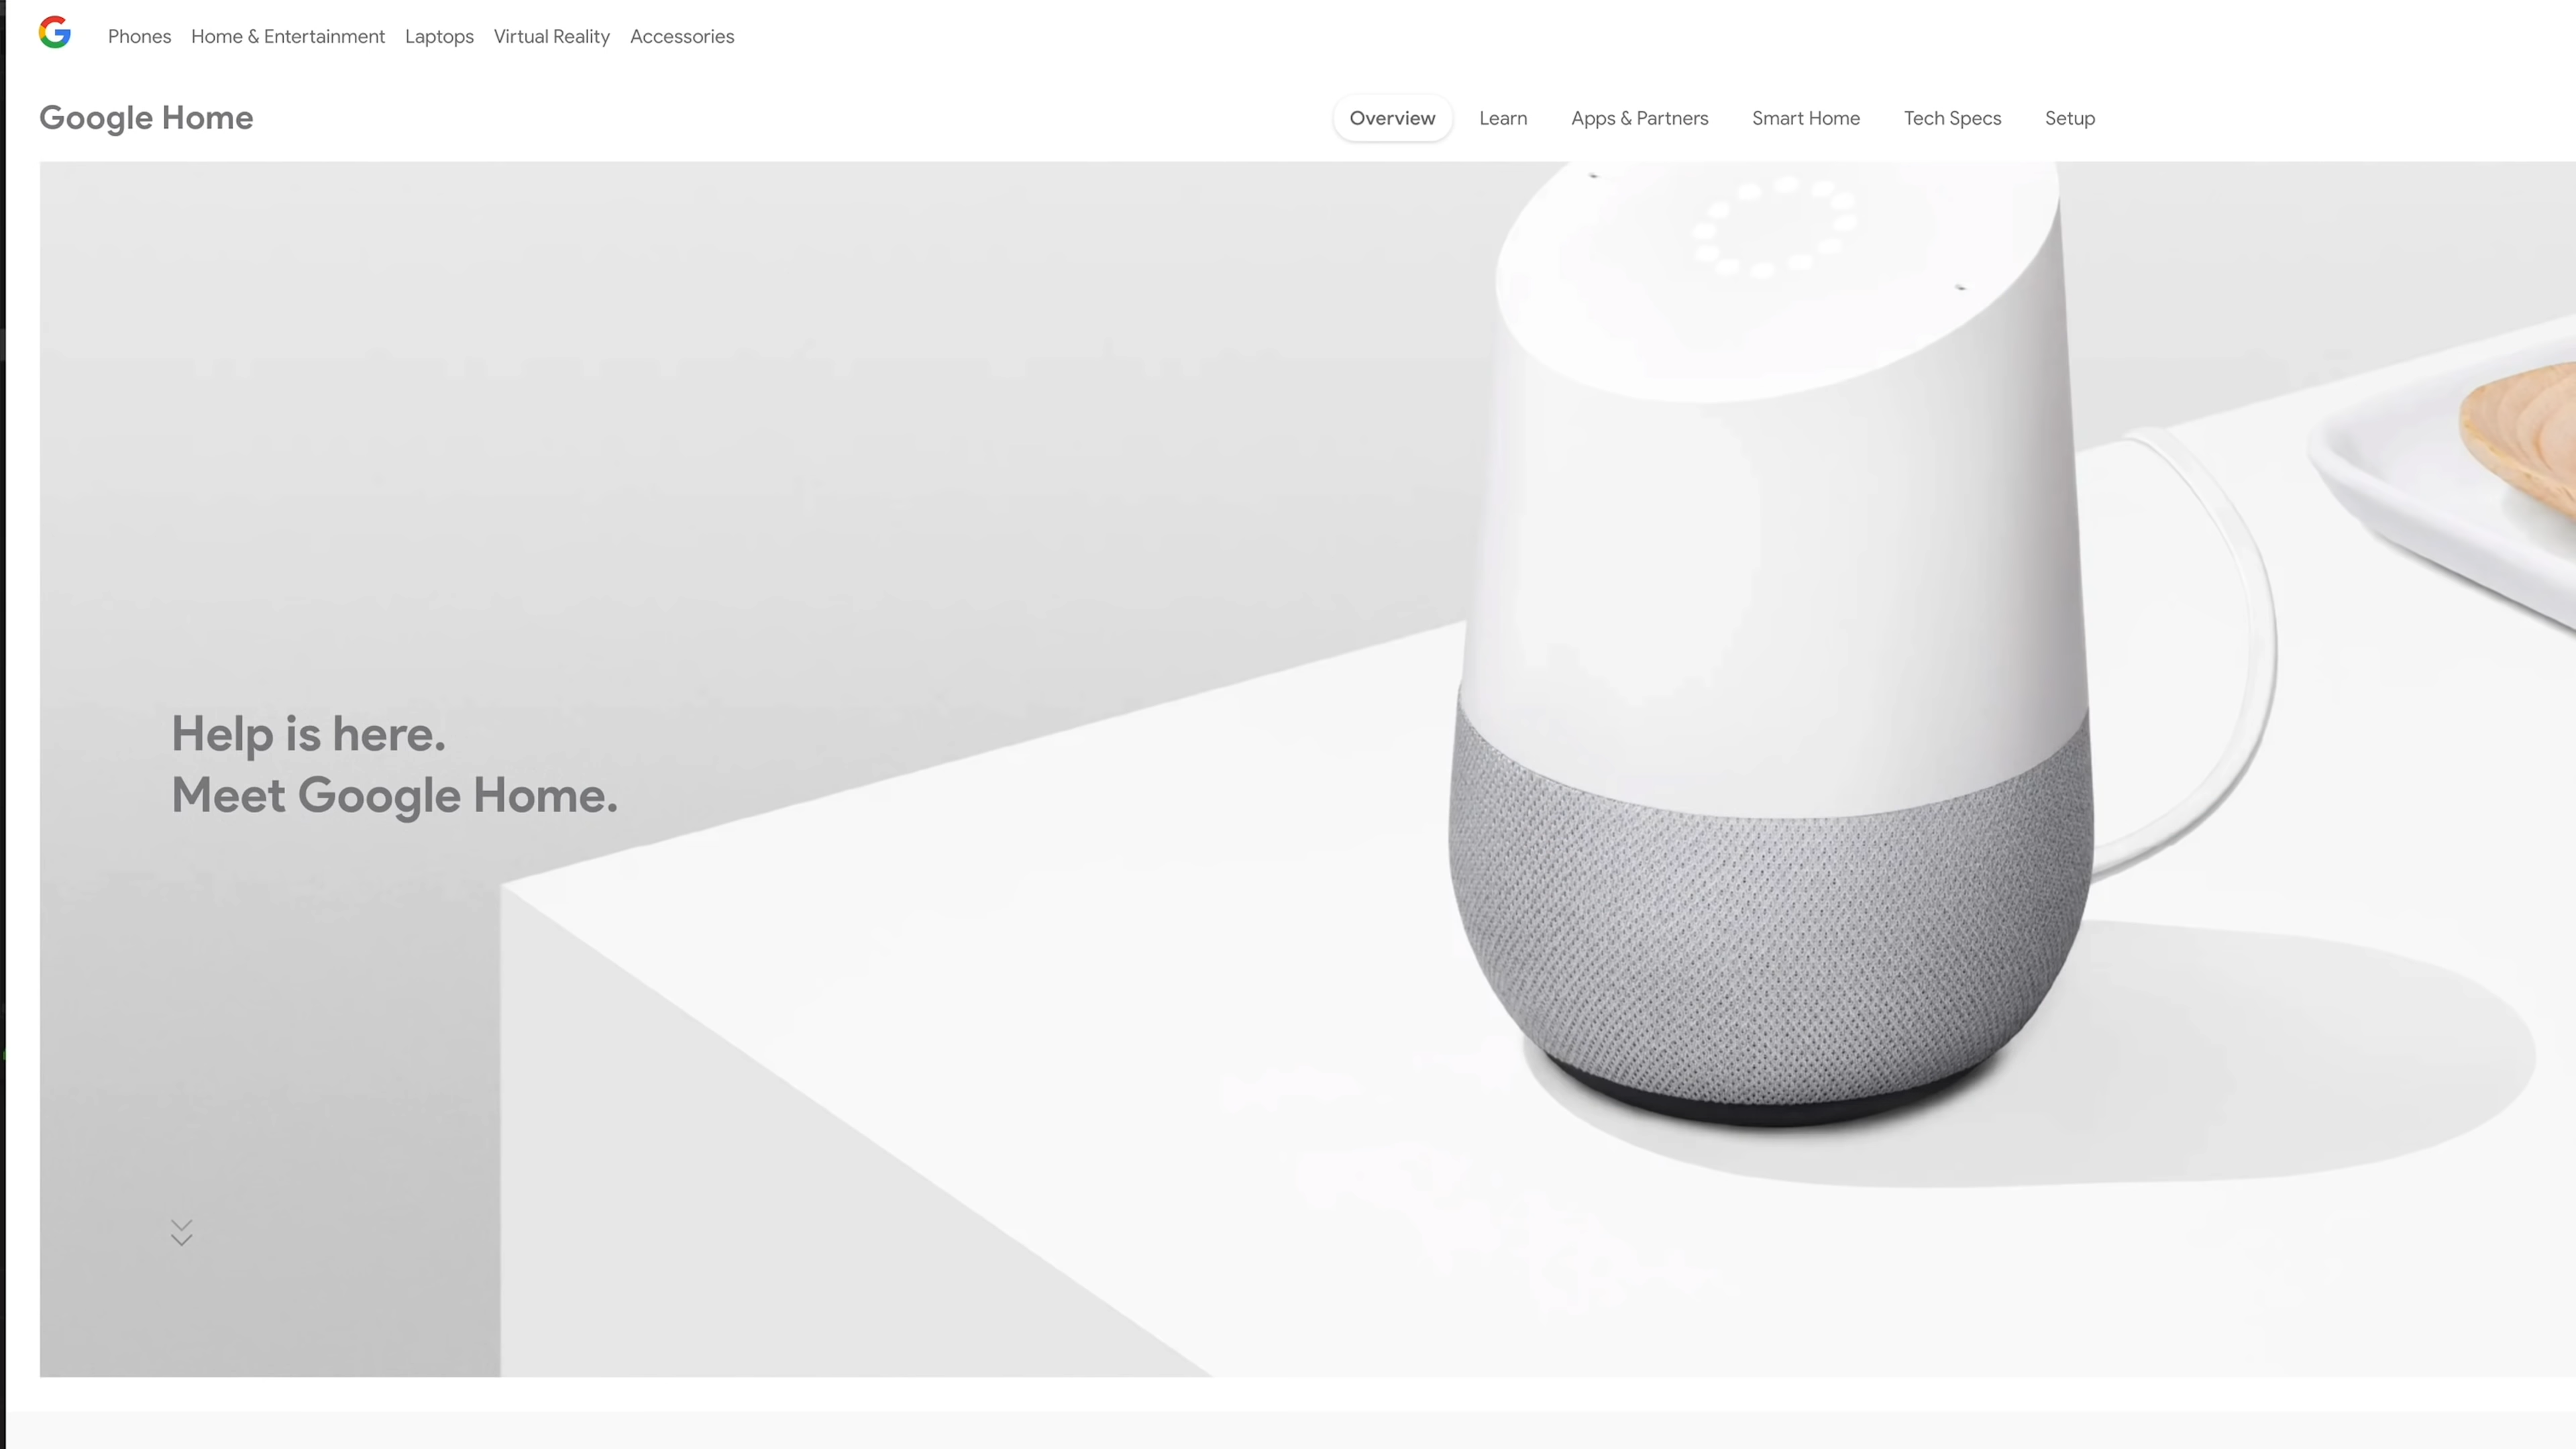 Phones Home & Entertainment Laptops Virtual Reality Accessories
Google Home
Overview Learn Apps & Partners Smart Home Tech Specs Setup
Help is here.
Meet Google Home.